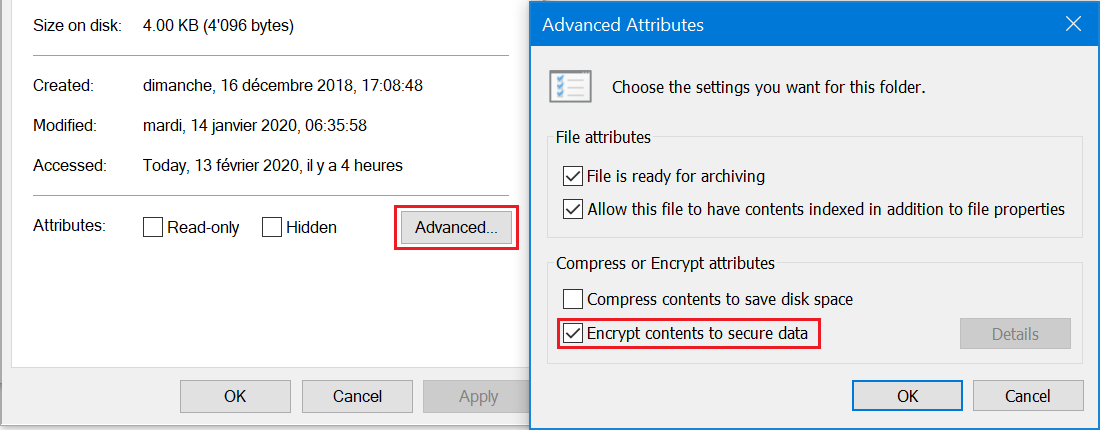 Size on disk: 4.00 KB (4'096 bytes)
Created: dimanche, 16 décembre 2018, 17:08:48
Modified: mardi, 14 janvier 2020, 06:35:58
Accessed: Today, 13 février 2020, il y a 4 heures
Attributes: Read-only Hidden Advanced...
OK Cancel Apply
Advanced Attributes
Choose the settings you want for this folder.
File attributes
File is ready for archiving
Allow this file to have contents indexed in addition to file properties
Compress or Encrypt attributes
Compress contents to save disk space
Encrypt contents to secure data Details
OK Cancel